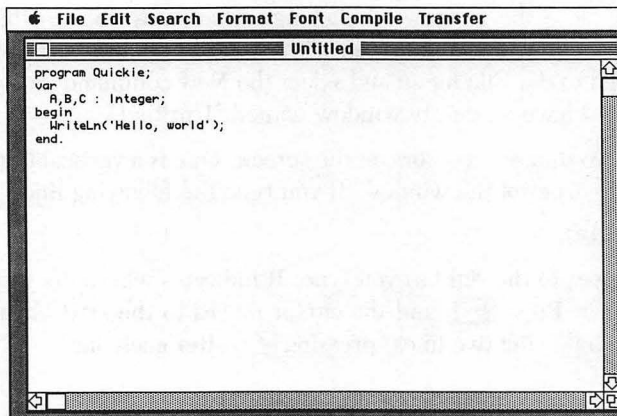 File Edit Search Format Font Compile Transfer
Untitled
program Quickie;
var
A,B,C : Integer;
begin
WriteLn('Hello, world');
end.